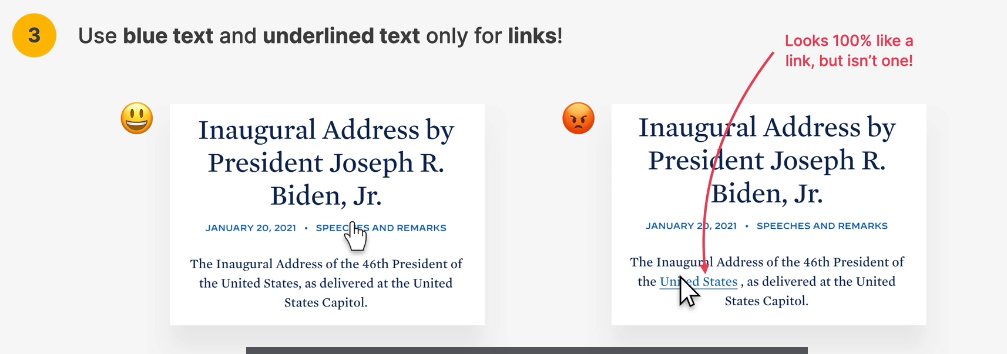 3
Use blue text and underlined text only for links!
Looks 100% like a
link, but isn't one!
Inaugural Address by
President Joseph R.
Biden, Jr.
JANUARY 20, 2021 • SPEECHES AND REMARKS
The Inaugural Address of the 46th President of
the United States, as delivered at the United
States Capitol.
Inaugural Address by
President Joseph R.
Biden, Jr.
JANUARY 20, 2021 • SPEECHES AND REMARKS
The Inaugural Address of the 46th President of
the United States , as delivered at the United
States Capitol.